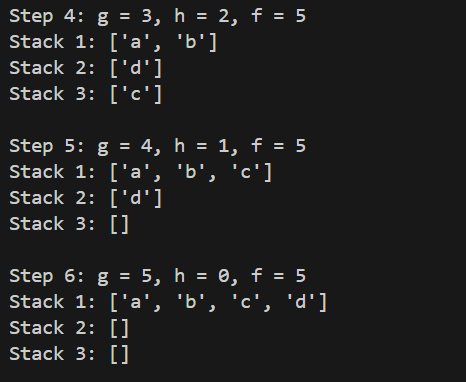 Step 4: g = 3, h = 2, f = 5
Stack 1: ['a', 'b']
Stack 2: ['d']
Stack 3: ['c']
Step 5: g = 4, h = 1, f = 5
Stack 1: ['a', 'b', 'c']
Stack 2: ['d']
Stack 3: []
Step 6: g = 5, h = 0, f = 5
Stack 1: ['a', 'b', 'c', 'd']
Stack 2: []
Stack 3: []